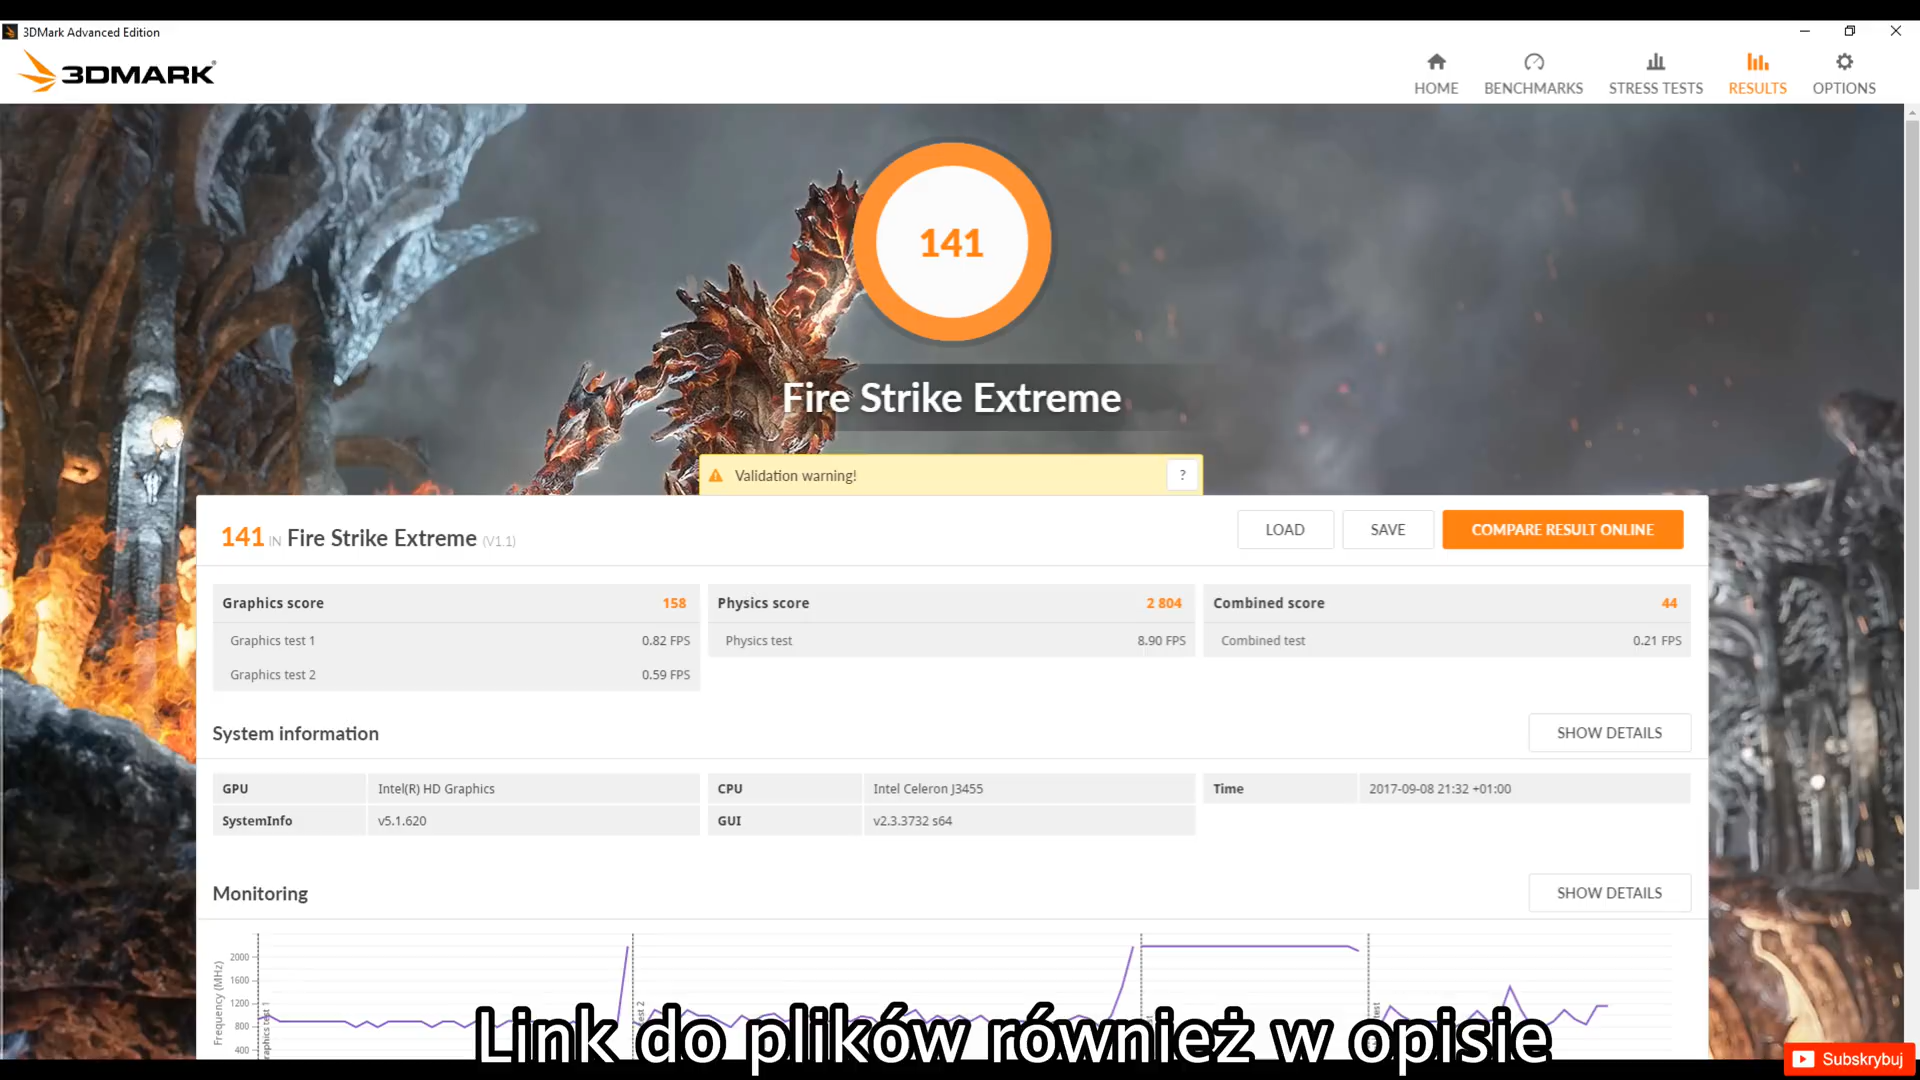 3DMark Advanced Edition
3DMARK
HOME BENCHMARKS STRESS TESTS RESULTS OPTIONS
141
Fire Strike Extreme
Validation warning! ?
141 IN Fire Strike Extreme (V1.1) LOAD SAVE COMPARE RESULT ONLINE
Graphics score 158 Physics score 2 804 Combined score 44
Graphics test 1 0.82 FPS Physics test 8.90 FPS Combined test 0.21 FPS
Graphics test 2 0.59 FPS
System information SHOW DETAILS
GPU Intel(R) HD Graphics CPU Intel Celeron J3455 Time 2017-09-08 21:32 +01:00
SystemInfo v5.1.620 GUI v2.3.3732 s64
Monitoring SHOW DETAILS
Frequency (MHz)
2000
1600
1200
800
400
Link do plików również w opisie
Subskrybuj